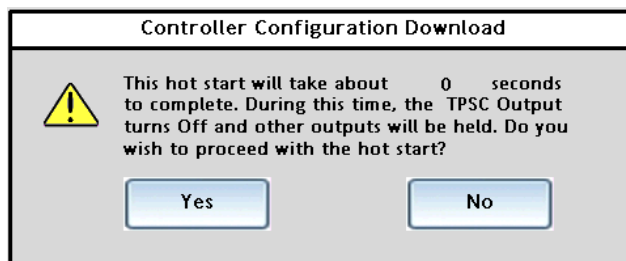 Controller Configuration Download
This hot start will take about 0 seconds
to complete. During this time, the TPSC Output
turns Off and other outputs will be held. Do you
wish to proceed with the hot start?
Yes No